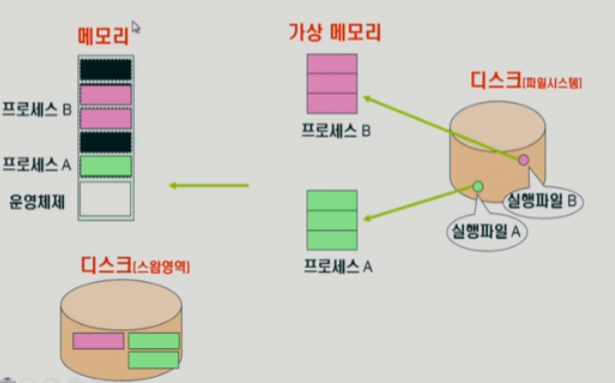 메모리
프로세스 B
프로세스 A
운영체제
가상 메모리
프로세스 B
프로세스 A
디스크(파일시스템)
실행파일 B
실행파일 A
디스크(스왑영역)